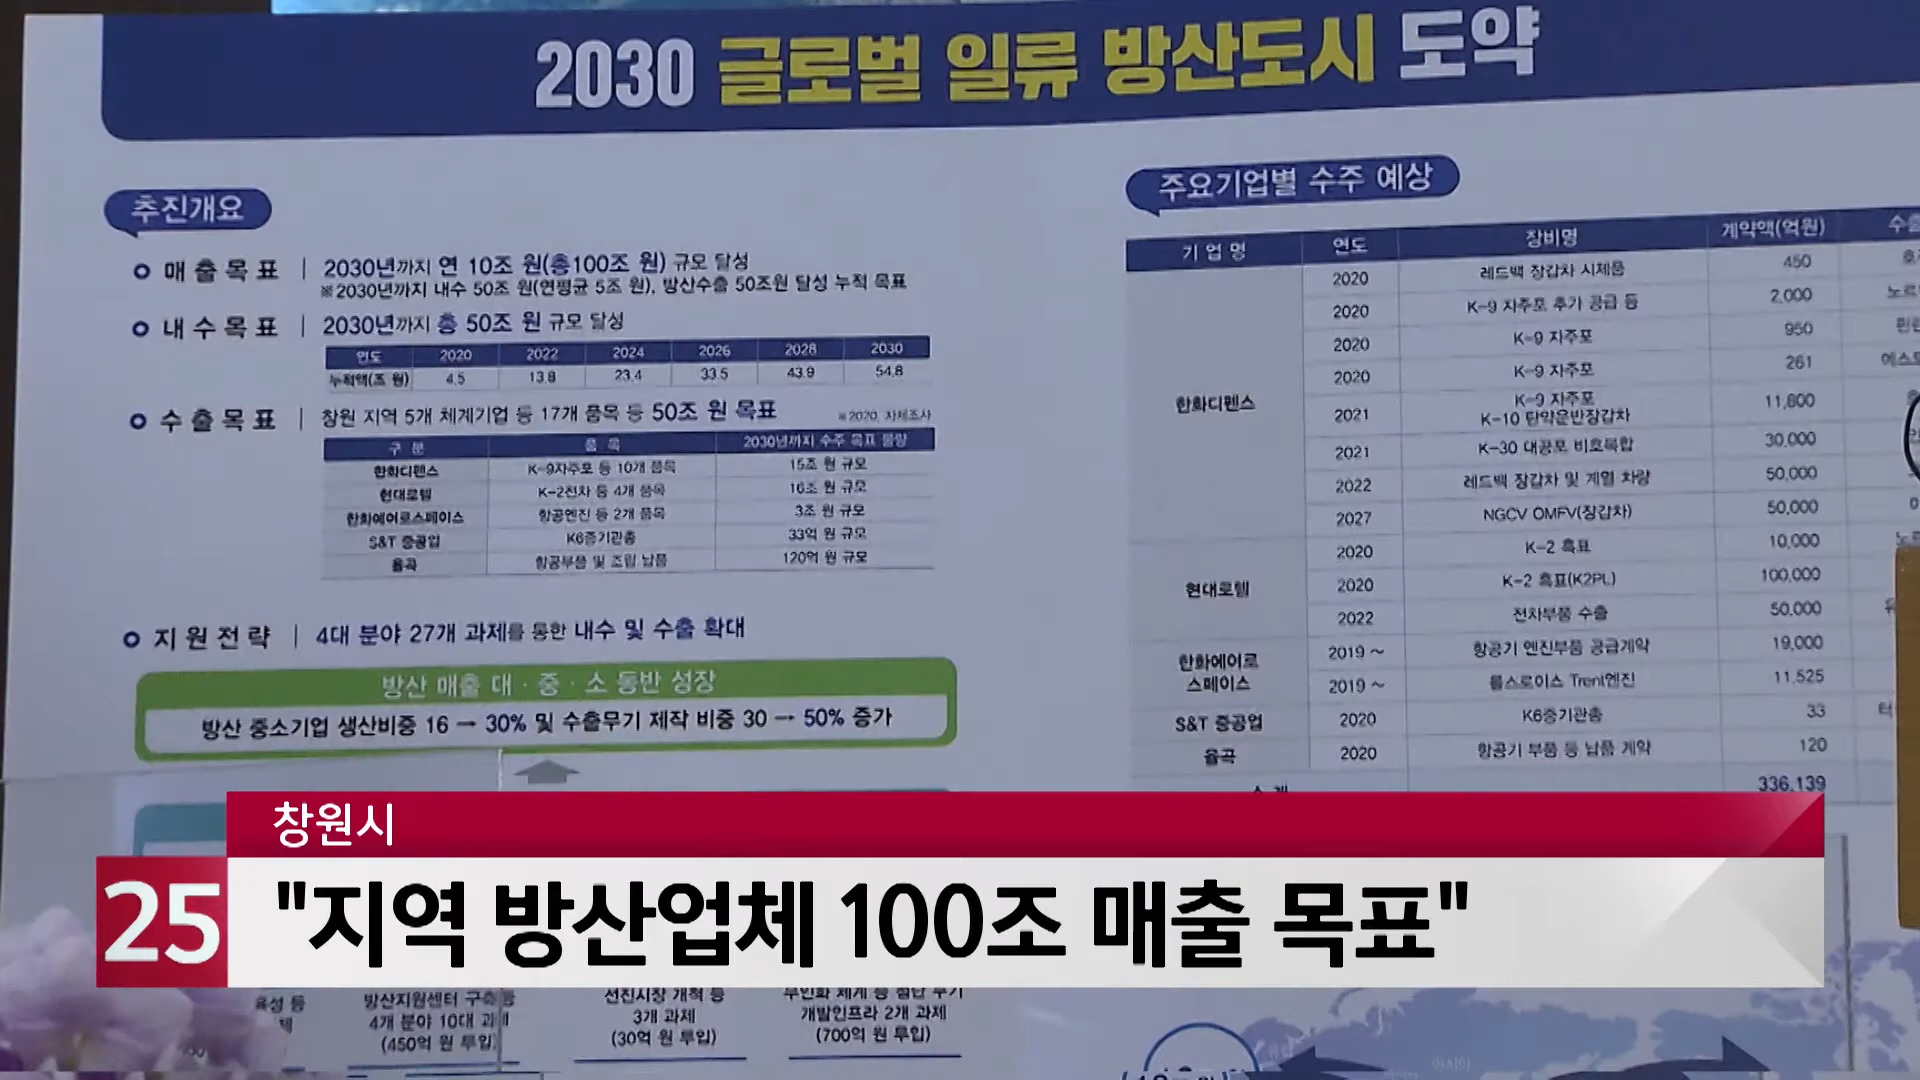 2030 글로벌 일류 방산도시 도약
추진개요
매출목표 | 2030년까지 연 10조 원(총100조 원) 규모 달성
※2030년까지 내수 50조 원(연평균 5조 원), 방산수출 50조원 달성 누적 목표
내수목표 | 2030년까지 총 50조 원 규모 달성
연도 2020 2022 2024 2026 2028 2030
누적액(조 원) 4.5 13.8 23.4 33.5 43.9 54.8
수출목표 | 창원 지역 5개 체계기업 등 17개 품목 등 50조 원 목표
※2020. 자체조사
구 분 품 목 2030년까지 수주 목표 물량
한화디펜스 K-9자주포 등 10개 품목 15조 원 규모
현대로템 K-2전차 등 4개 품목 16조 원 규모
한화에어로스페이스 항공엔진 등 2개 품목 3조 원 규모
S&T 중공업 K6중기관총 33억 원 규모
율곡 항공부품 및 조립 납품 120억 원 규모
지원전략 | 4대 분야 27개 과제를 통한 내수 및 수출 확대
방산 매출 대 · 중 · 소 동반 성장
방산 중소기업 생산비중 16 → 30% 및 수출무기 제작 비중 30 → 50% 증가
주요기업별 수주 예상
기업명 연도 장비명 계약액(억원)
한화디펜스
2020 레드백 장갑차 시제품 450
2020 K-9 자주포 추가 공급 등 2,000
2020 K-9 자주포 950
2020 K-9 자주포 261
2021 K-9 자주포
K-10 탄약운반장갑차 11,800
2021 K-30 대공포 비호복합 30,000
2022 레드백 장갑차 및 계열 차량 50,000
2027 NGCV OMFV(장갑차) 50,000
현대로템
2020 K-2 흑표 10,000
2020 K-2 흑표(K2PL) 100,000
2022 전차부품 수출 50,000
한화에어로
스페이스
2019 ~ 항공기 엔진부품 공급계약 19,000
2019 ~ 롤스로이스 Trent엔진 11,525
S&T 중공업 2020 K6중기관총 33
율곡 2020 항공기 부품 등 납품 계약 120
336,139
창원시
25
"지역 방산업체 100조 매출 목표"
육성 등
방산지원센터 구축 등
4개 분야 10대 과제
(450억 원 투입)
선진시장 개척 등
3개 과제
(30억 원 투입)
무인화 체계 등 첨단 무기
개발인프라 2개 과제
(700억 원 투입)